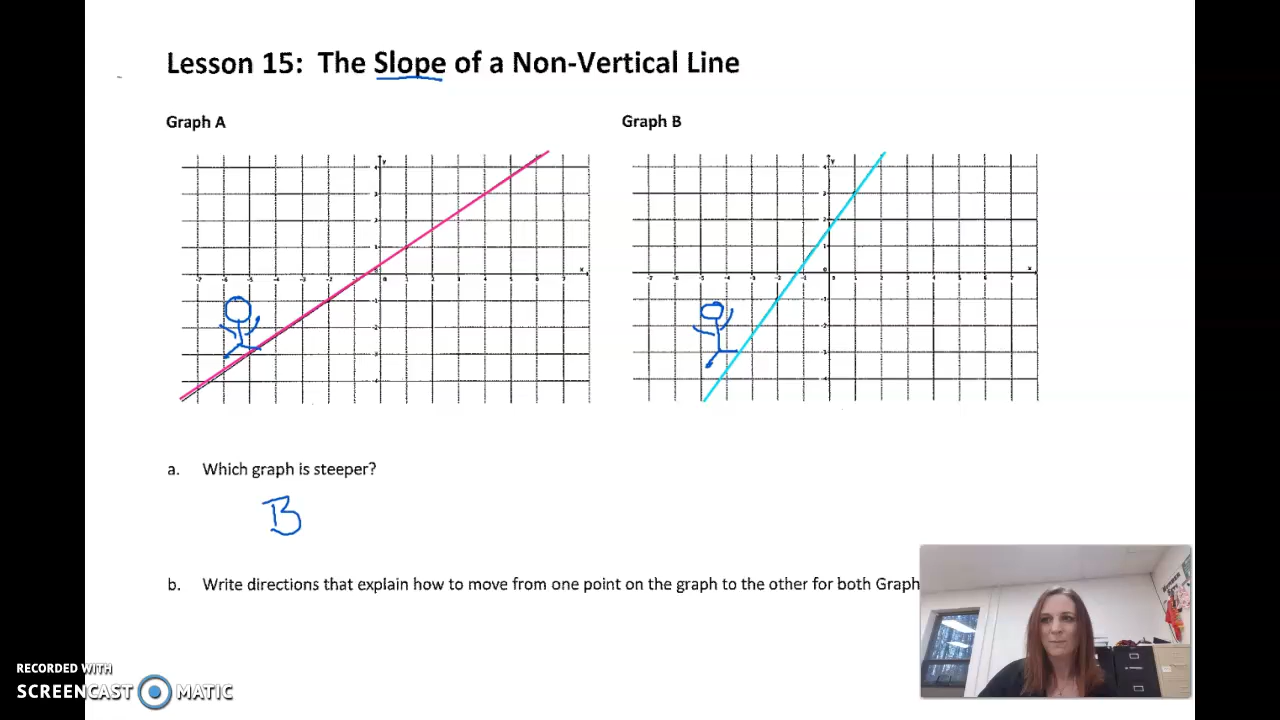 Lesson 15: The Slope of a Non-Vertical Line
Graph A
Graph B
a. Which graph is steeper?
B
b. Write directions that explain how to move from one point on the graph to the other for both Graph
RECORDED WITH
SCREENCAST MATIC